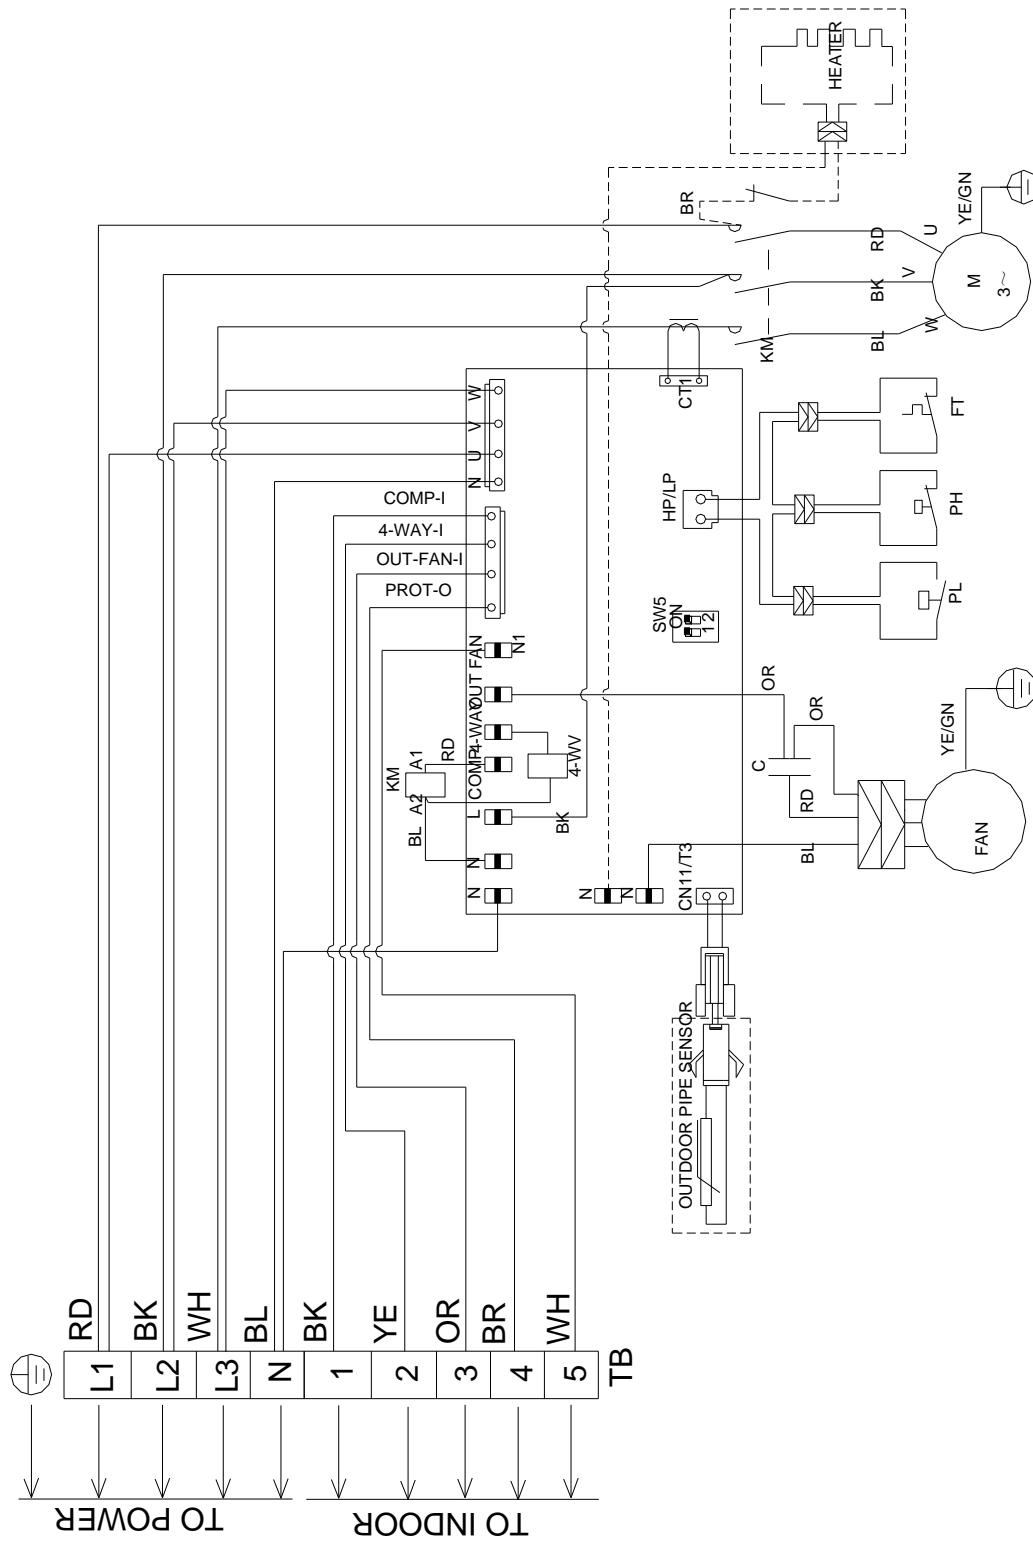 HEATER
BR
YE/GN
RD
U
M
3~
BK
V
BL
W
KM
CT1
W
V
U
N
COMP-I
4-WAY-I
OUT-FAN-I
PROT-O
HP/LP
FT
PH
PL
SW5
ON
1 2
N1
OUT FAN
4-WAY
COMP
L
N
N
KM
A1
A2
RD
BL
4-WV
BK
OR
OR
C
RD
BL
YE/GN
FAN
N
N
CN11/T3
OUTDOOR PIPE SENSOR
RD
BK
WH
BL
BK
YE
OR
BR
WH
L1
L2
L3
N
1
2
3
4
5
TB
TO POWER
TO INDOOR